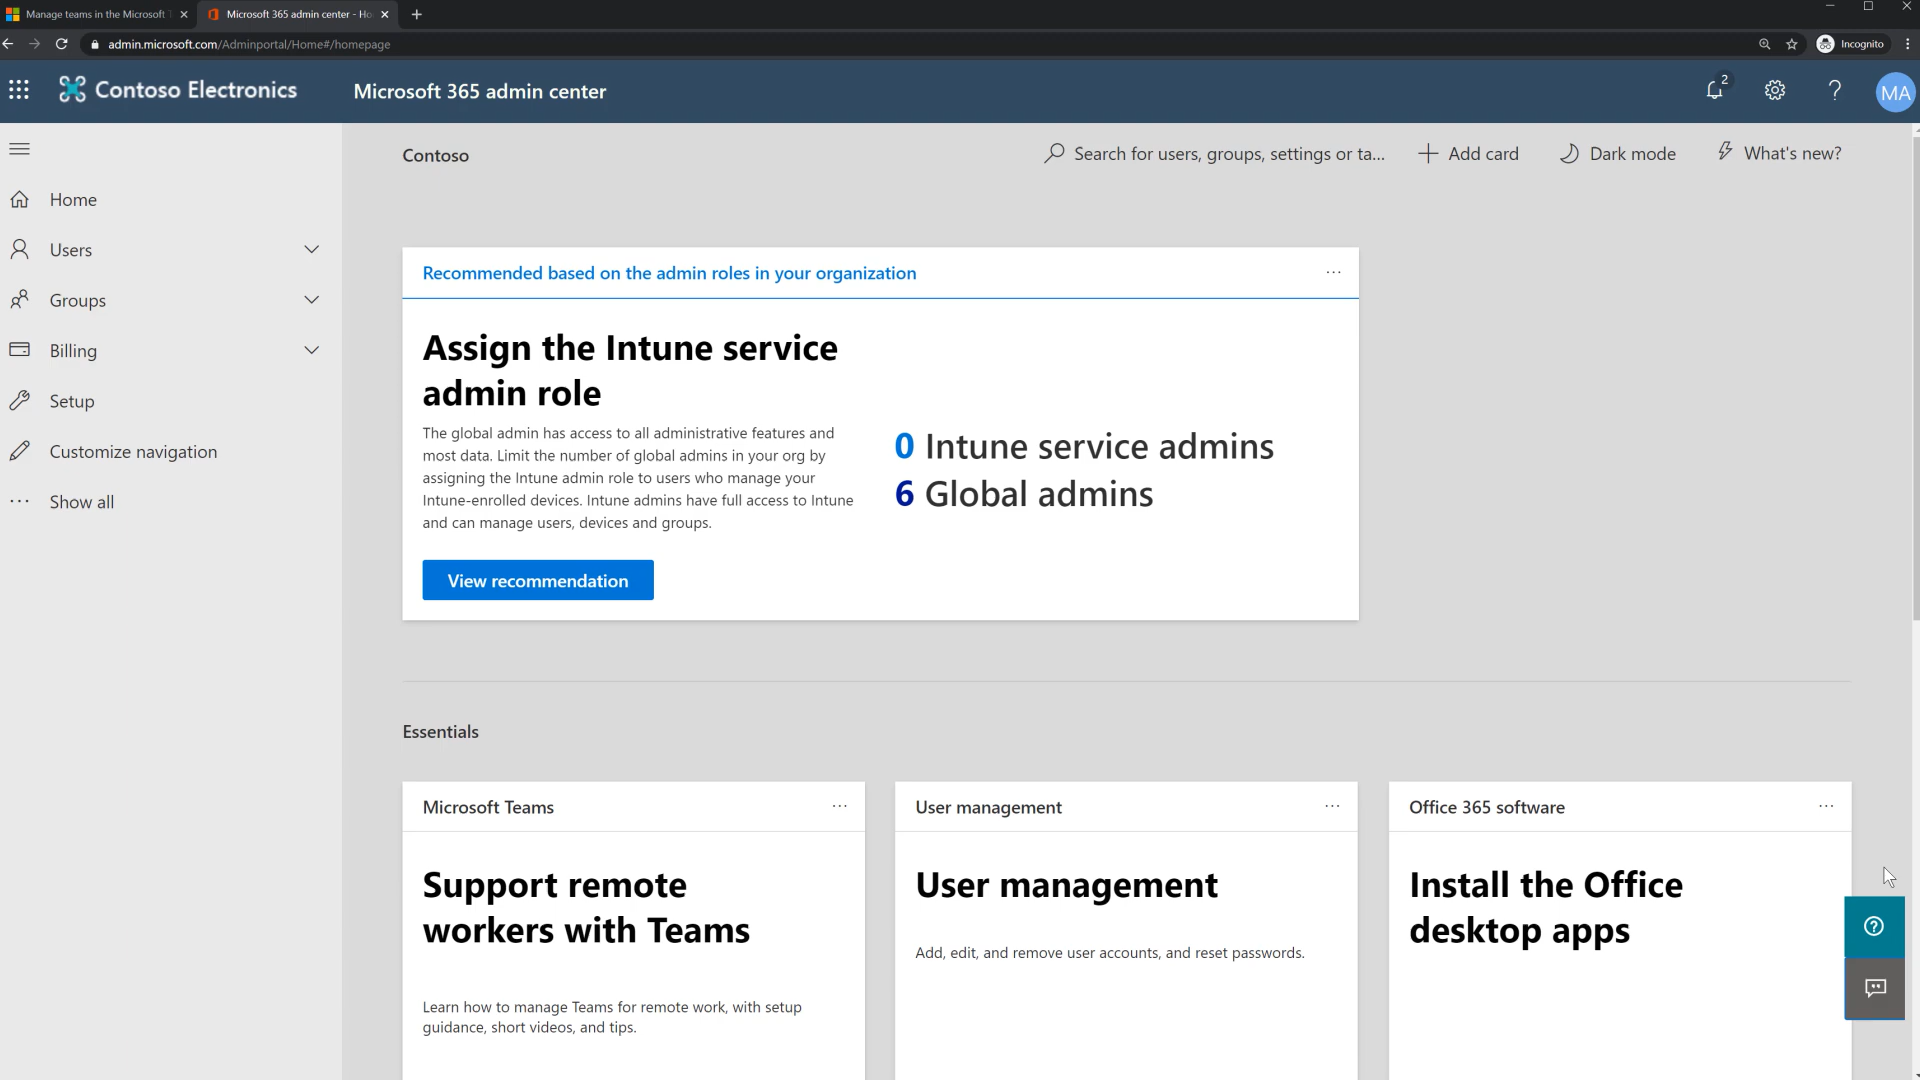 Manage teams in the Microsoft
Microsoft 365 admin center - Ho
admin.microsoft.com/Adminportal/Home#/homepage
Incognito
Contoso Electronics
Microsoft 365 admin center
2
MA
Contoso
Search for users, groups, settings or ta...
Add card
Dark mode
What's new?
Home
Users
Groups
Billing
Setup
Customize navigation
Show all
Recommended based on the admin roles in your organization
Assign the Intune service
admin role
The global admin has access to all administrative features and
most data. Limit the number of global admins in your org by
assigning the Intune admin role to users who manage your
Intune-enrolled devices. Intune admins have full access to Intune
and can manage users, devices and groups.
0 Intune service admins
6 Global admins
View recommendation
Essentials
Microsoft Teams
Support remote
workers with Teams
Learn how to manage Teams for remote work, with setup
guidance, short videos, and tips.
User management
User management
Add, edit, and remove user accounts, and reset passwords.
Office 365 software
Install the Office
desktop apps